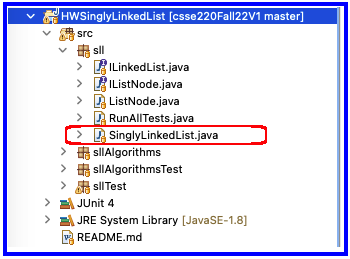 HWSinglyLinkedList [csse220Fall22V1 master]
src
sll
ILinkedList.java
IListNode.java
ListNode.java
RunAllTests.java
SinglyLinkedList.java
sllAlgorithms
sllAlgorithmsTest
sllTest
JUnit 4
JRE System Library [JavaSE-1.8]
README.md